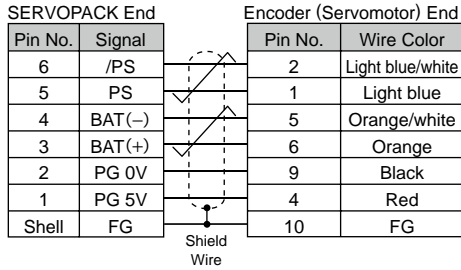 SERVOPACK End Encoder (Servomotor) End
Pin No. Signal Pin No. Wire Color
6 /PS 2 Light blue/white
5 PS 1 Light blue
4 BAT(−) 5 Orange/white
3 BAT(+) 6 Orange
2 PG 0V 9 Black
1 PG 5V 4 Red
Shell FG 10 FG
Shield
Wire